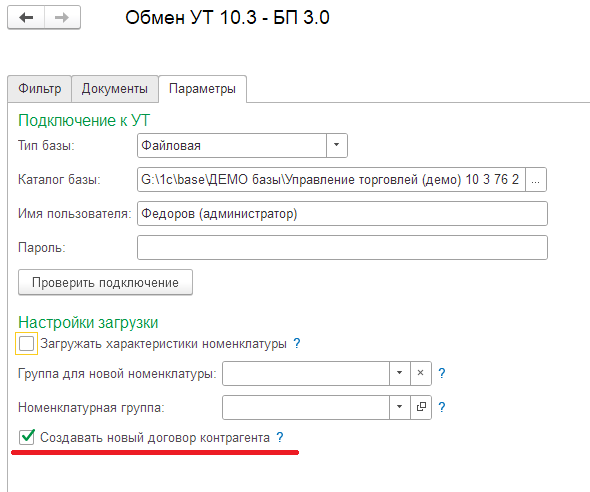 Обмен УТ 10.3 - БП 3.0
Фильтр Документы Параметры
Подключение к УТ
Тип базы: Файловая
Каталог базы: G:\1c\base\ДЕМО базы\Управление торговлей (демо) 10 3 76 2 ...
Имя пользователя: Федоров (администратор)
Пароль:
Проверить подключение
Настройки загрузки
Загружать характеристики номенклатуры ?
Группа для новой номенклатуры: × ?
Номенклатурная группа: ?
Создавать новый договор контрагента ?